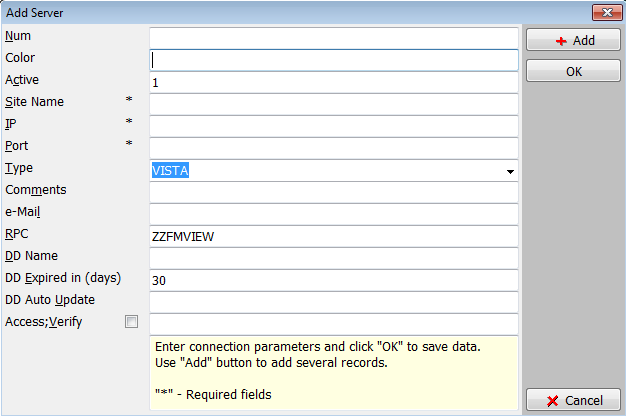 Add Server
Num
Color
Active 1
Site Name *
IP *
Port *
Type VISTA
Comments
e-Mail
RPC ZZFMVIEW
DD Name
DD Expired in (days) 30
DD Auto Update
Access;Verify
Enter connection parameters and click "OK" to save data.
Use "Add" button to add several records.
"*" - Required fields
Add
OK
Cancel